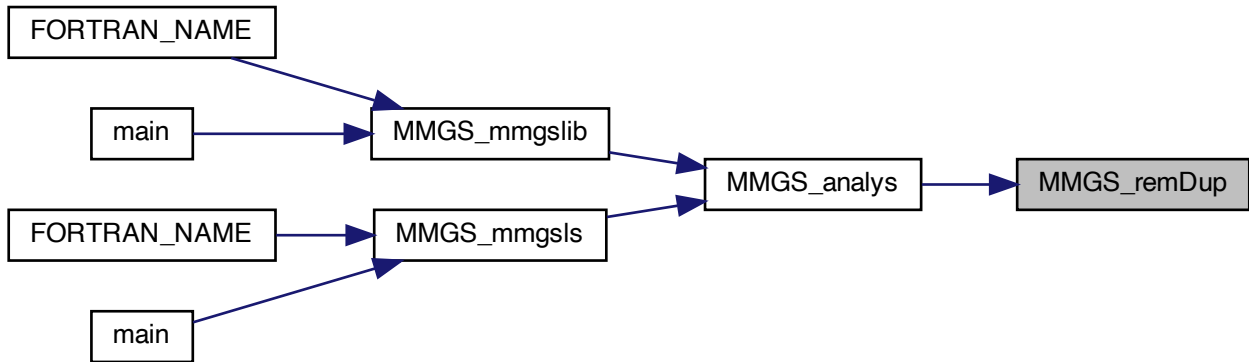 FORTRAN_NAME
main
MMGS_mmgslib
MMGS_analys
MMGS_remDup
FORTRAN_NAME
MMGS_mmgsls
main